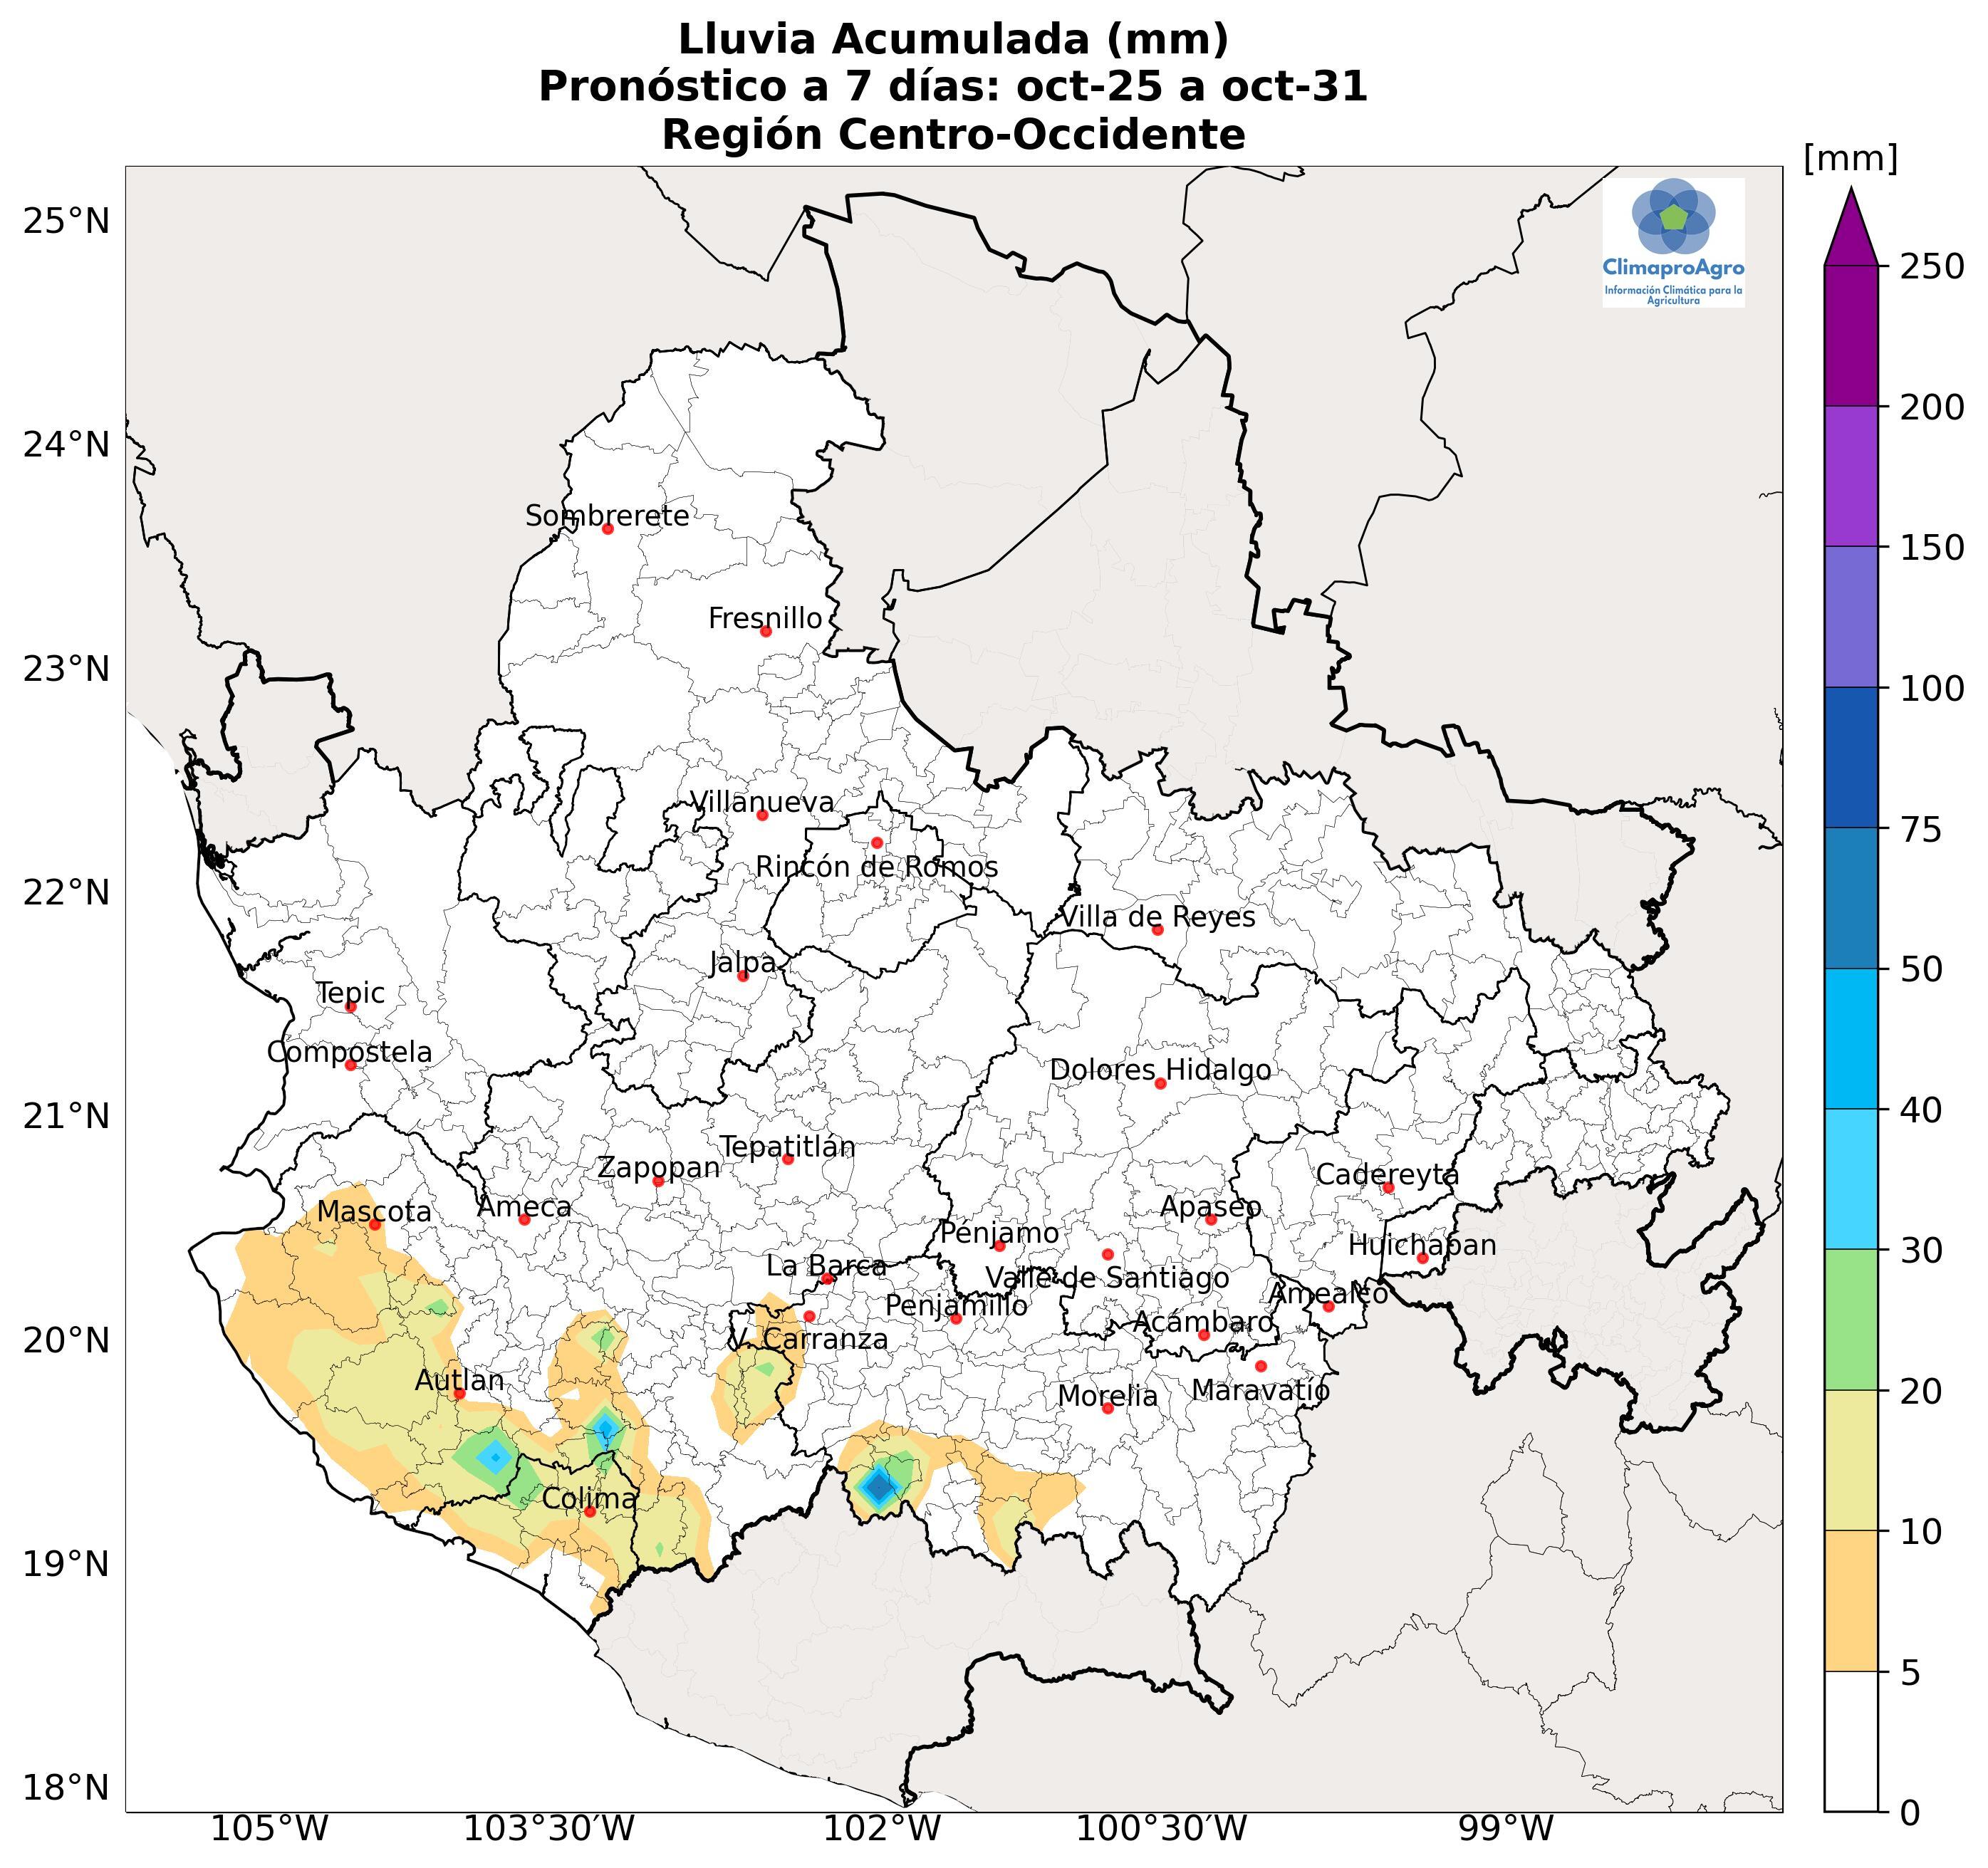 Lluvia Acumulada (mm)
Pronóstico a 7 días: oct-25 a oct-31
Región Centro-Occidente
[mm]
25°N
24°N
23°N
22°N
21°N
20°N
19°N
18°N
ClimaproAgro
Información Climática para la
Agricultura
250
200
150
100
75
50
40
30
20
10
5
0
Sombrerete
Fresnillo
Villanueva
Rincón de Romos
Villa de Reyes
Jalpa
Tepic
Compostela
Dolores Hidalgo
Tepatitlán
Zapopan
Cadereyta
Mascota
Ameca
Apaseo
Pénjamo
Huichapan
La Barca
Valle de Santiago
Amealco
Penjamillo
Acámbaro
V. Carranza
Autlan
Morelia
Maravatío
Colima
105°W
103°30'W
102°W
100°30'W
99°W